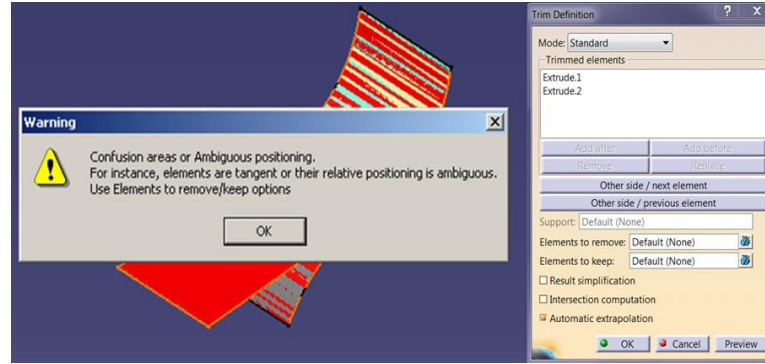 Warning
Confusion areas or Ambiguous positioning.
For instance, elements are tangent or their relative positioning is ambiguous.
Use Elements to remove/keep options
OK
Trim Definition
? X
Mode: Standard
Trimmed elements
Extrude.1
Extrude.2
Add after Add before
Remove Replace
Other side / next element
Other side / previous element
Support: Default (None)
Elements to remove: Default (None)
Elements to keep: Default (None)
Result simplification
Intersection computation
Automatic extrapolation
OK Cancel Preview